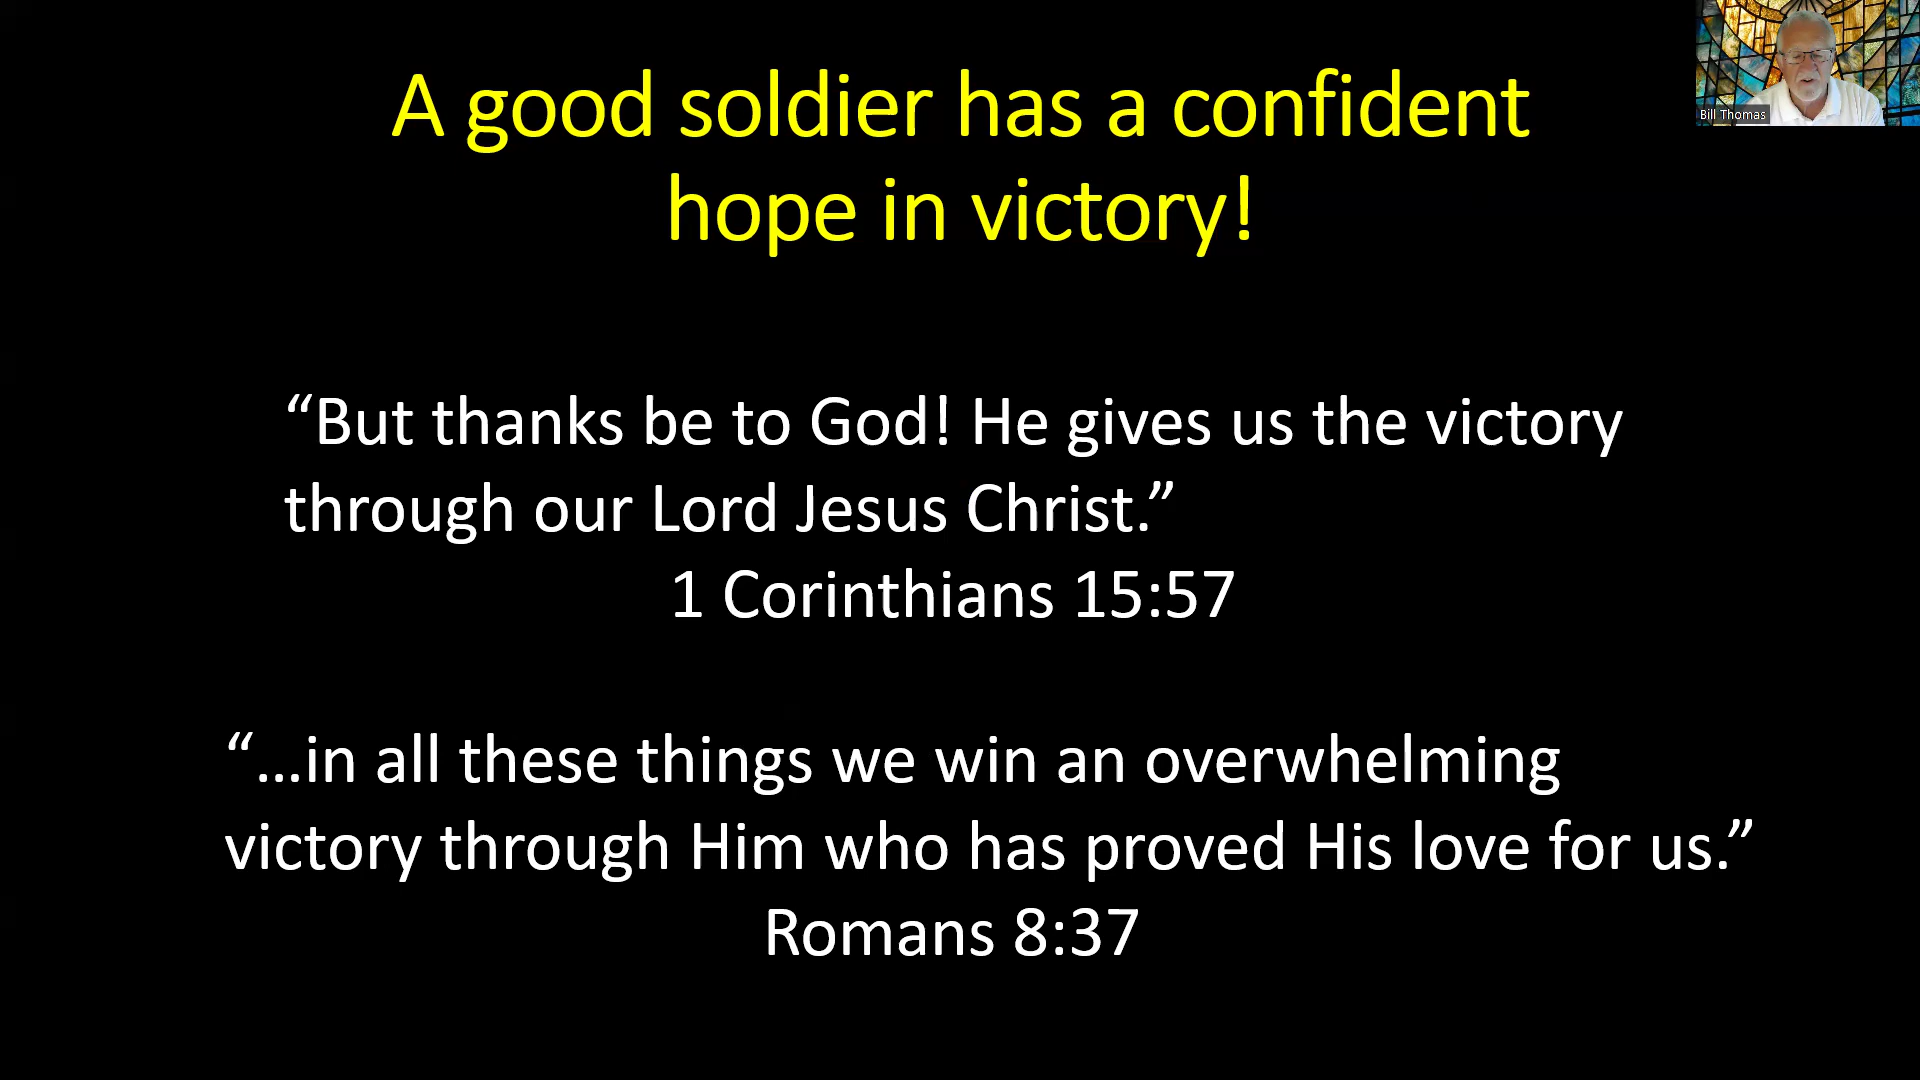 A good soldier has a confident
hope in victory!
Bill Thomas
“But thanks be to God! He gives us the victory
through our Lord Jesus Christ.”
1 Corinthians 15:57
“…in all these things we win an overwhelming
victory through Him who has proved His love for us.”
Romans 8:37